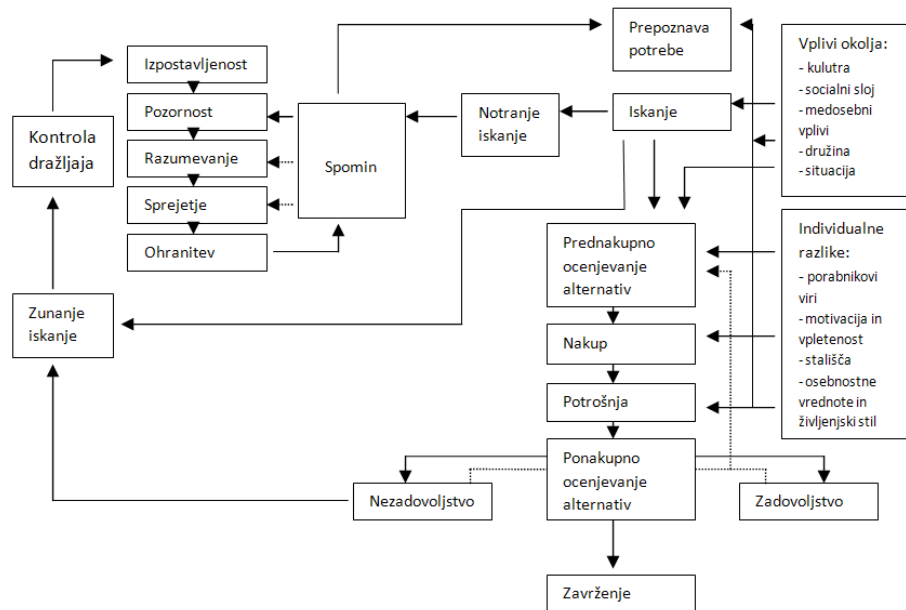 Izpostavljenost
Pozornost
Razumevanje
Sprejetje
Ohranitev
Kontrola
dražljaja
Zunanje
iskanje
Spomin
Notranje
iskanje
Prepoznava
potrebe
Iskanje
Prednakupno
ocenjevanje
alternativ
Nakup
Potrošnja
Ponakupno
ocenjevanje
alternativ
Nezadovoljstvo
Zadovoljstvo
Zavrženje
Vplivi okolja:
- kulutra
- socialni sloj
- medosebni
vplivi
- družina
- situacija
Individualne
razlike:
- porabnikovi
viri
- motivacija in
vpletenost
- stališča
- osebnostne
vrednote in
življenjski stil